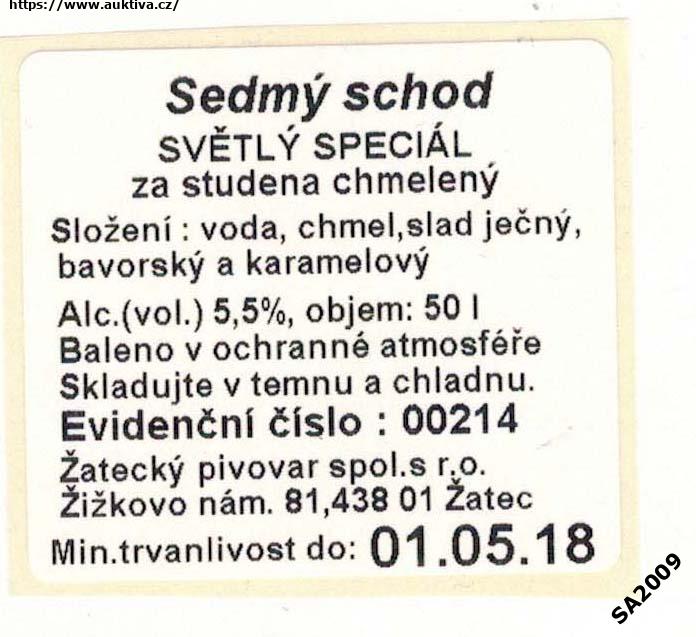 https://www.auktiva.cz/
Sedmý schod
SVĚTLÝ SPECIÁL
za studena chmelený
Složení : voda, chmel,slad ječný,
bavorský a karamelový
Alc.(vol.) 5,5%, objem: 50 l
Baleno v ochranné atmosféře
Skladujte v temnu a chladnu.
Evidenční číslo : 00214
Žatecký pivovar spol.s r.o.
Žižkovo nám. 81,438 01 Žatec
Min.trvanlivost do: 01.05.18
SA2009